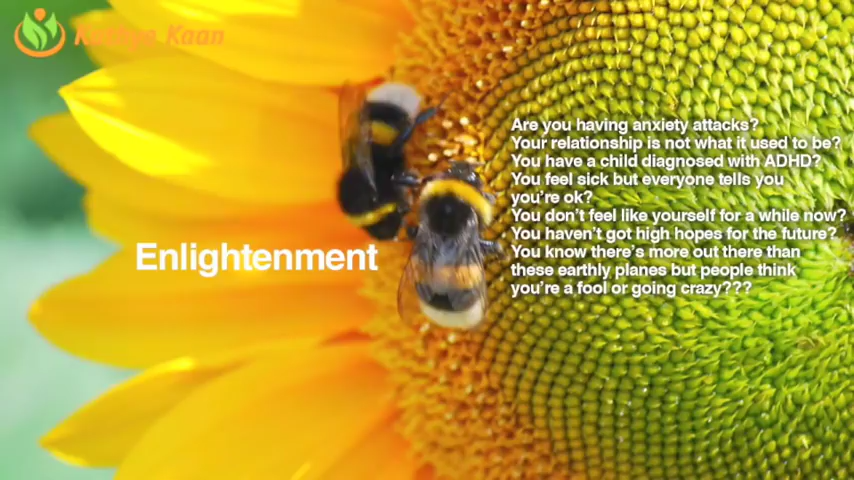 Kathye Kaan
Enlightenment
Are you having anxiety attacks?
Your relationship is not what it used to be?
You have a child diagnosed with ADHD?
You feel sick but everyone tells you
you're ok?
You don't feel like yourself for a while now?
You haven't got high hopes for the future?
You know there's more out there than
these earthly planes but people think
you're a fool or going crazy???